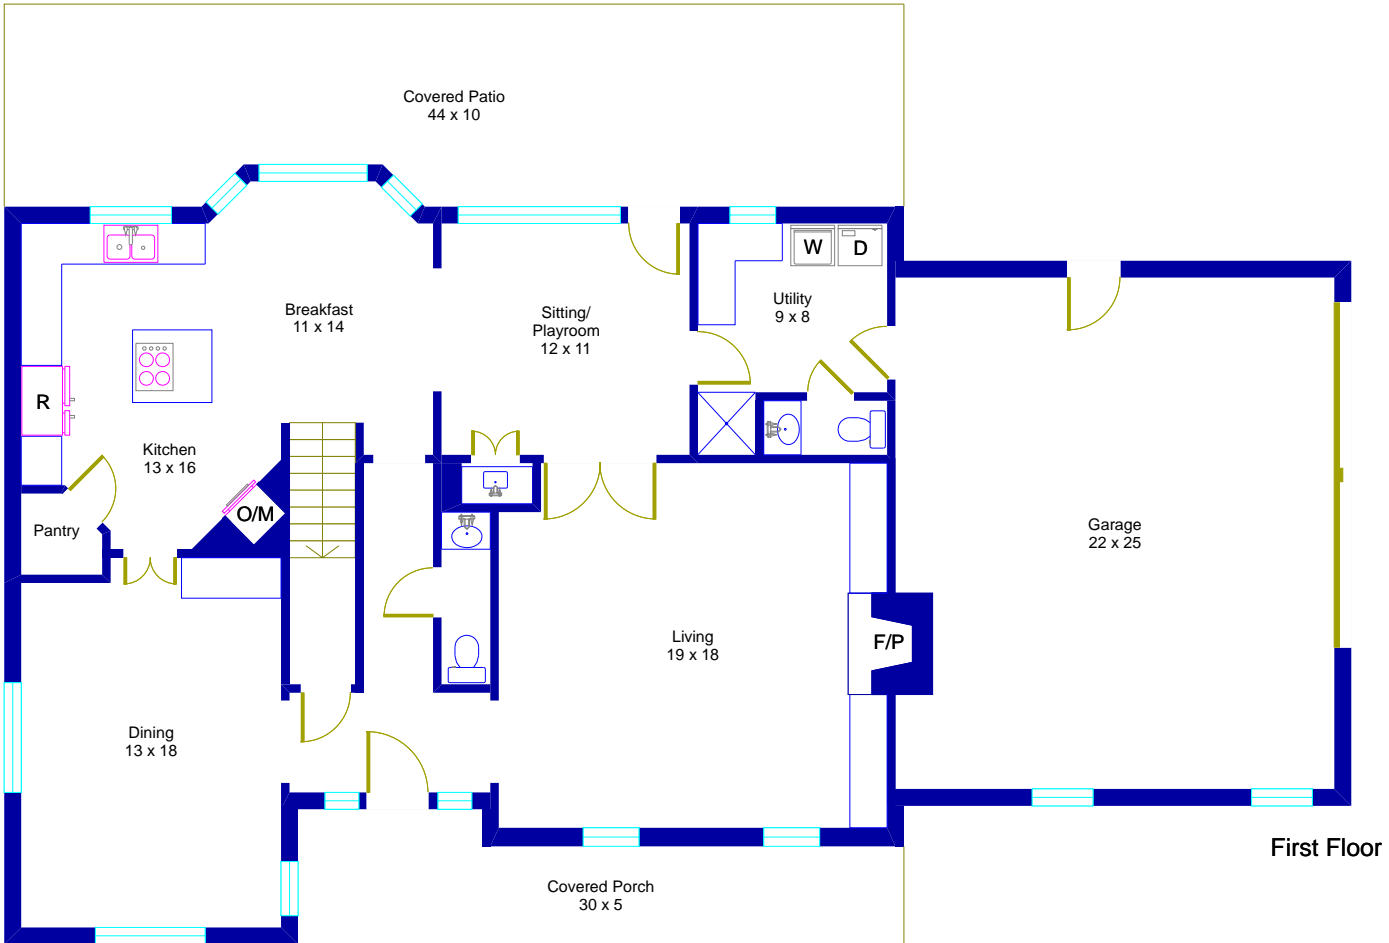 Covered Patio
44 x 10
W
D
Breakfast
11 x 14
Sitting/
Playroom
12 x 11
Utility
9 x 8
R
Kitchen
13 x 16
O/M
Pantry
Garage
22 x 25
Living
19 x 18
F/P
Dining
13 x 18
First Floor
Covered Porch
30 x 5